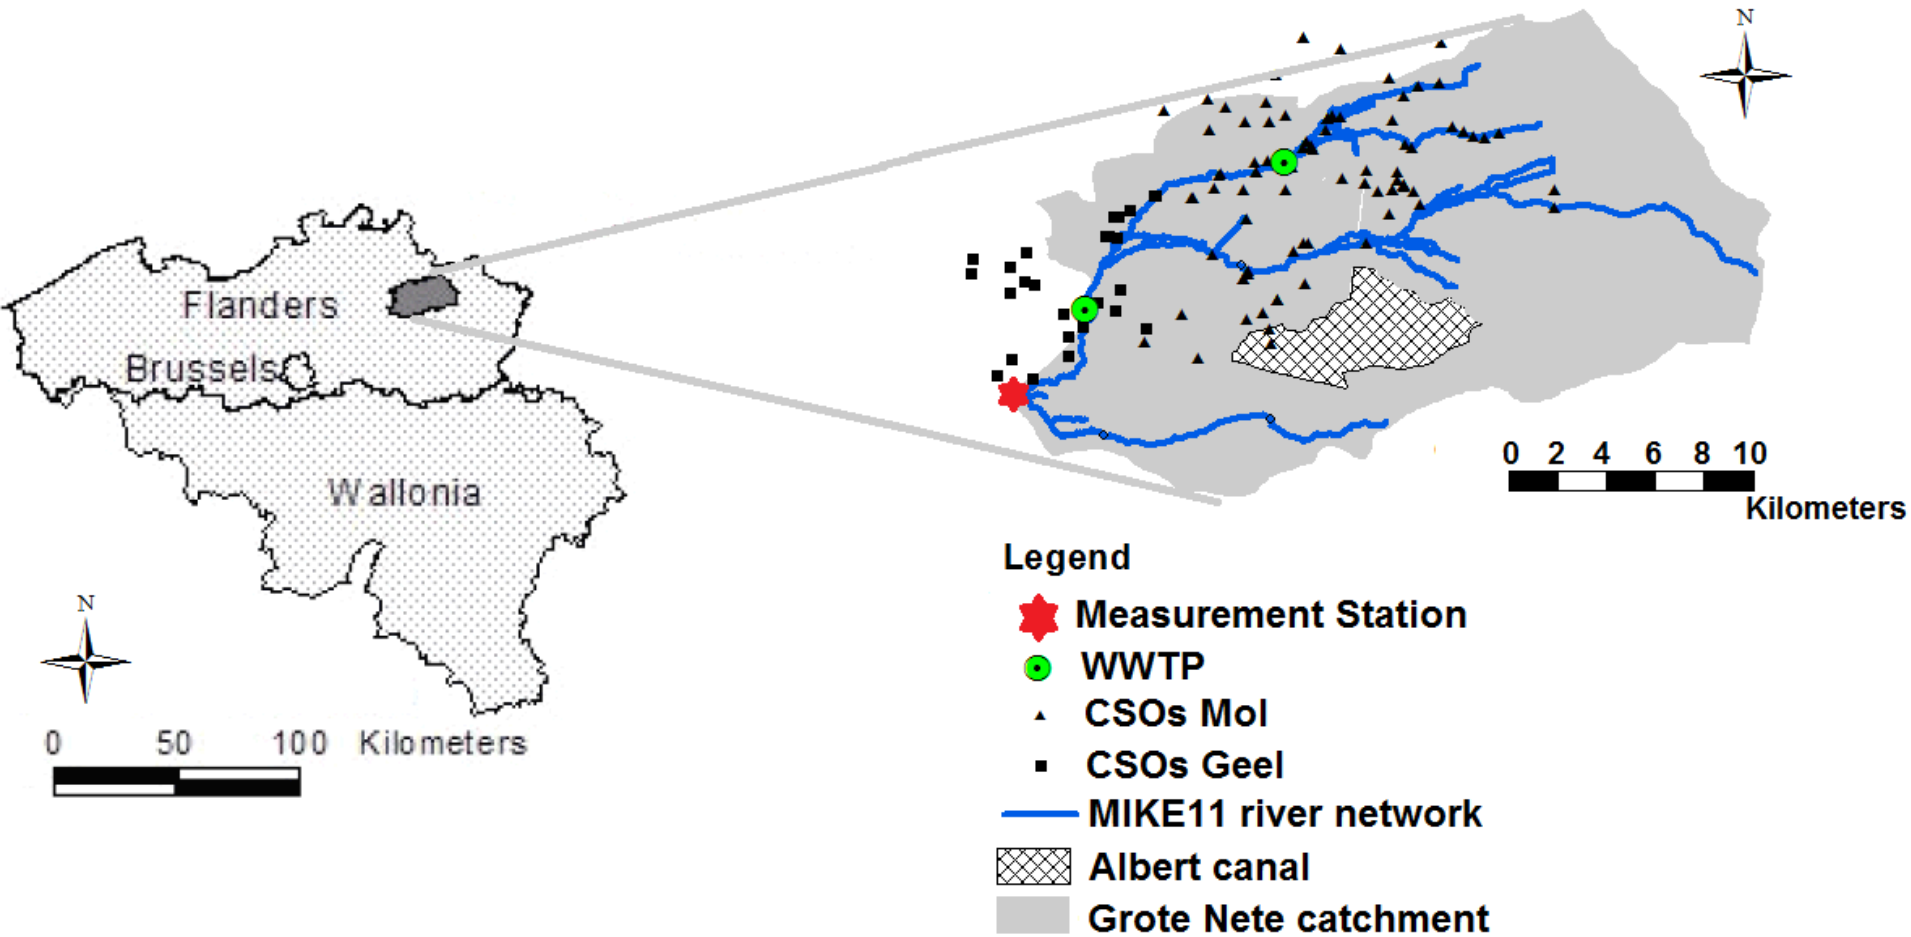 N
Flanders
Brussels
Wallonia
N
0 50 100 Kilometers
0 2 4 6 8 10
Kilometers
Legend
Measurement Station
WWTP
CSOs Mol
CSOs Geel
MIKE11 river network
Albert canal
Grote Nete catchment